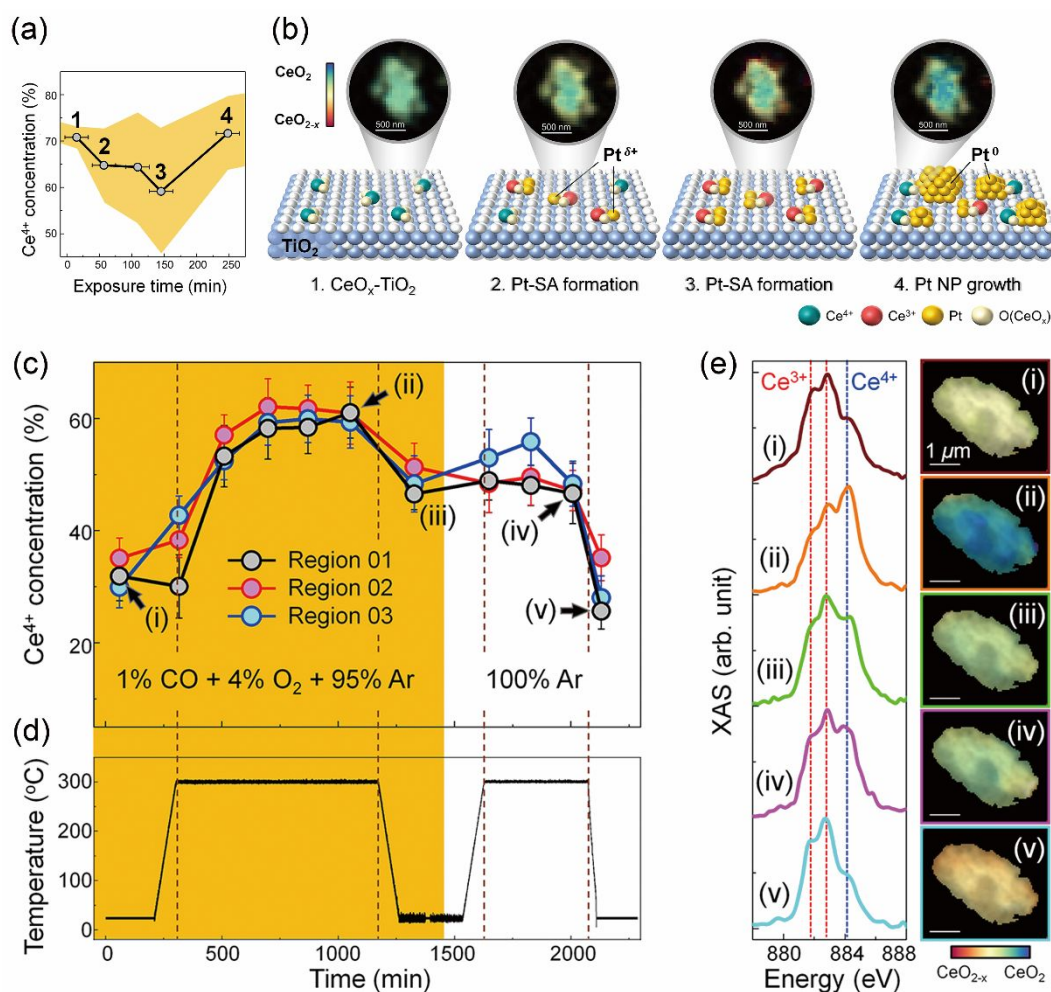 (a)
Ce⁴⁺ concentration (%)
80
70
60
50
1
2
3
4
0 50 100 150 200 250
Exposure time (min)
(b)
CeO₂
CeO₂₋ₓ
500 nm
500 nm
500 nm
500 nm
Pt^δ⁺
Pt⁰
TiO₂
1. CeOₓ-TiO₂
2. Pt-SA formation
3. Pt-SA formation
4. Pt NP growth
Ce⁴⁺ Ce³⁺ Pt O(CeOₓ)
(c)
Ce⁴⁺ concentration (%)
60
40
20
(i)
(ii)
(iii)
(iv)
(v)
Region 01
Region 02
Region 03
1% CO + 4% O₂ + 95% Ar
100% Ar
(d)
Temperature (ºC)
300
200
100
0
0 500 1000 1500 2000
Time (min)
(e)
XAS (arb. unit)
Ce³⁺
Ce⁴⁺
(i)
(ii)
(iii)
(iv)
(v)
880 884 888
Energy (eV)
(i)
1 µm
(ii)
(iii)
(iv)
(v)
CeO₂₋ₓ CeO₂